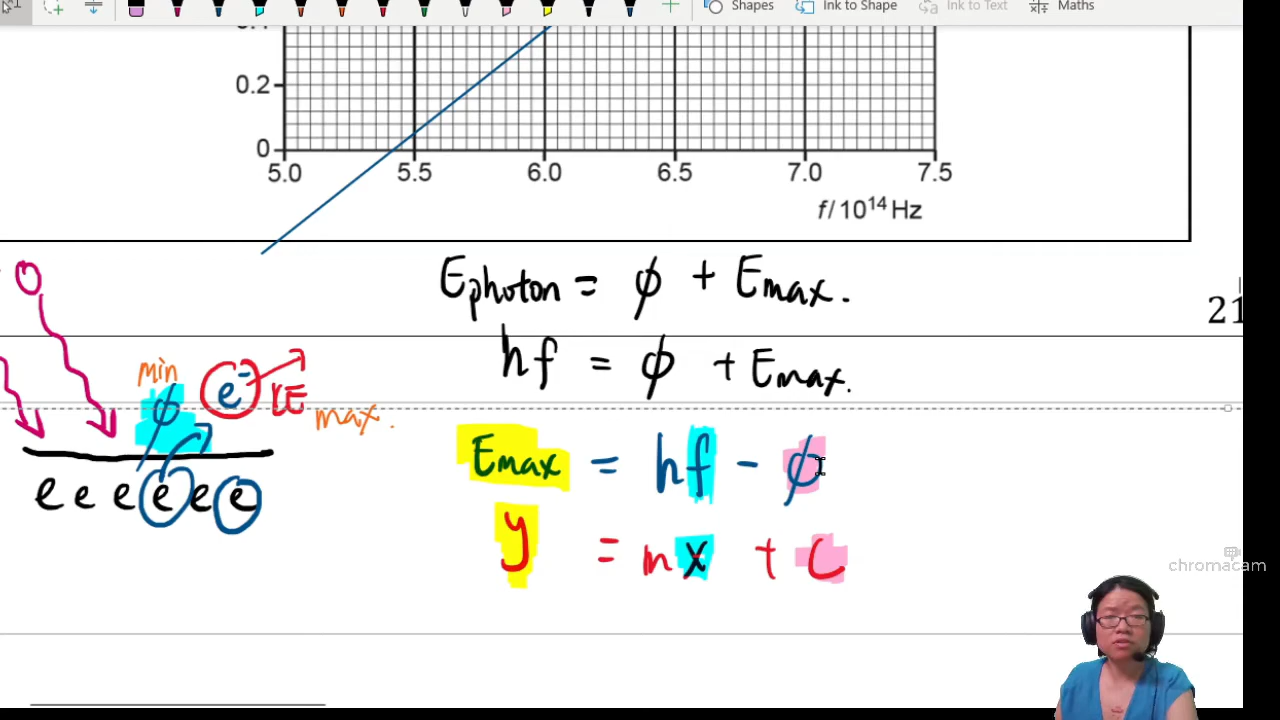 Shapes Ink to Shape Ink to Text Maths
0.2
0
5.0 5.5 6.0 6.5 7.0 7.5
f/10¹⁴ Hz
Ephoton = ϕ + Emax.
hf = ϕ + Emax.
21
min
ϕ e⁻ KE max.
e e e e e e
Emax = hf - ϕ
y = mx + c
chromacam